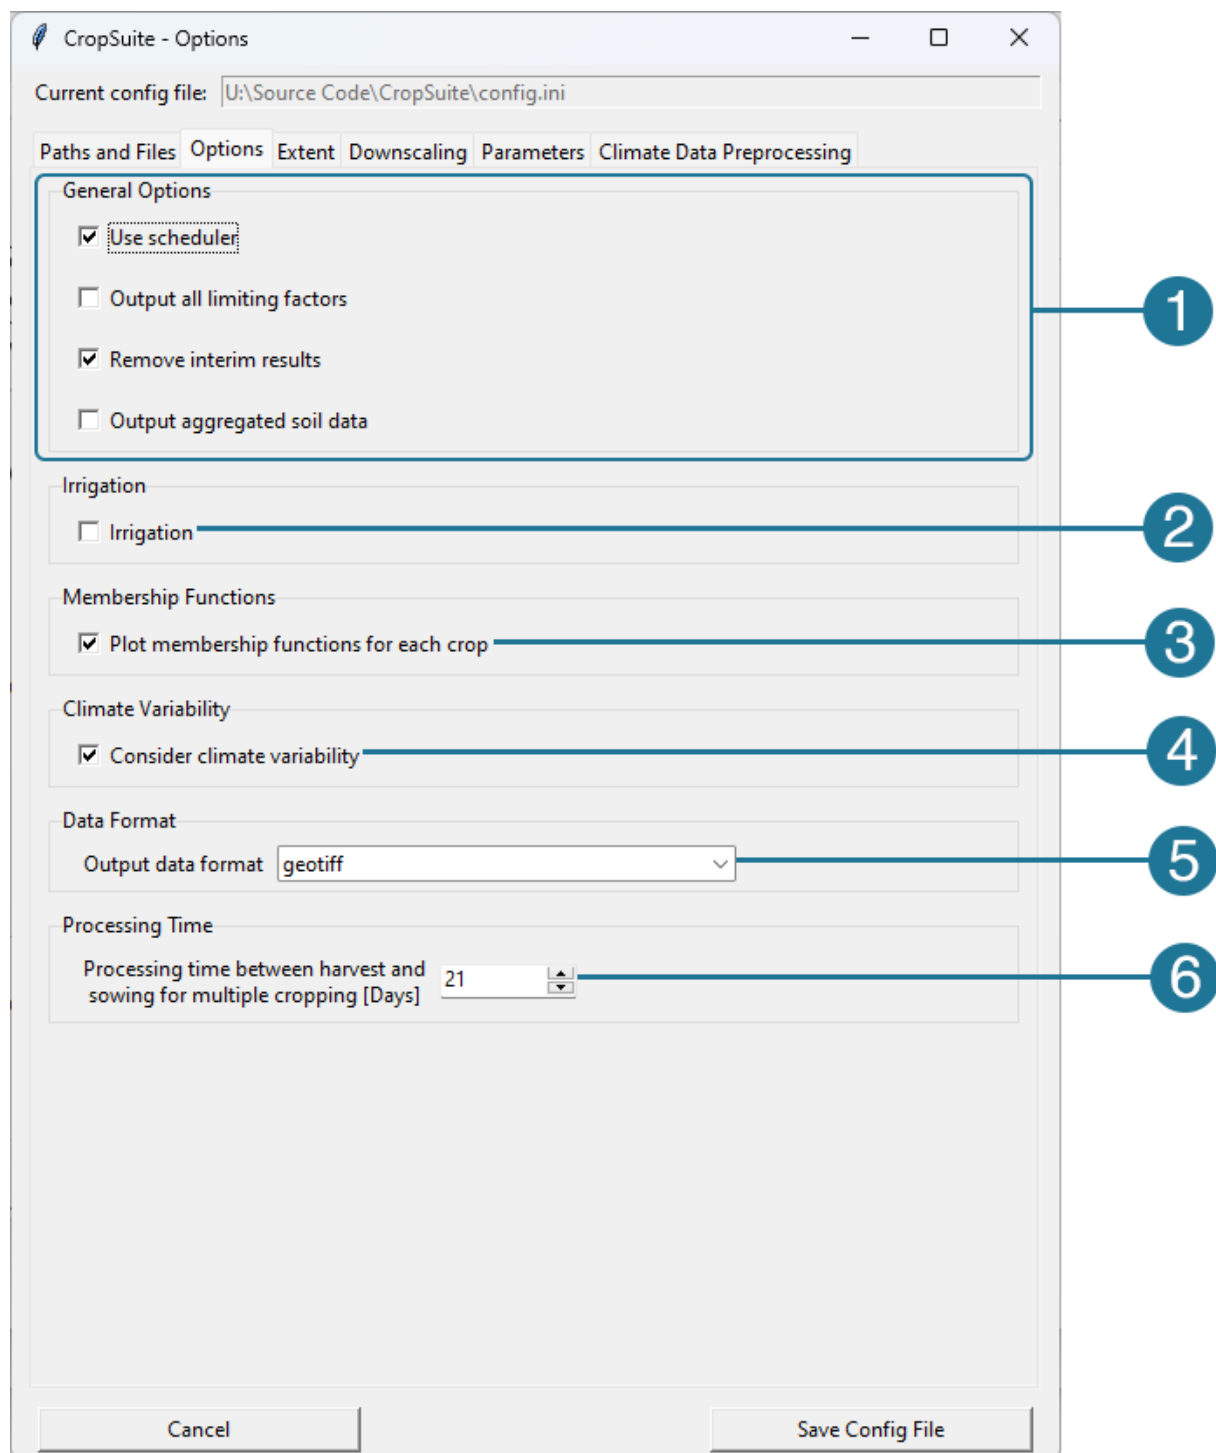 CropSuite - Options
Current config file: U:\Source Code\CropSuite\config.ini
Paths and Files Options Extent Downscaling Parameters Climate Data Preprocessing
General Options
Use scheduler
Output all limiting factors
1
Remove interim results
Output aggregated soil data
Irrigation
Irrigation
2
Membership Functions
Plot membership functions for each crop
3
Climate Variability
Consider climate variability
4
Data Format
Output data format geotiff
5
Processing Time
Processing time between harvest and
sowing for multiple cropping [Days]
21
6
Cancel Save Config File